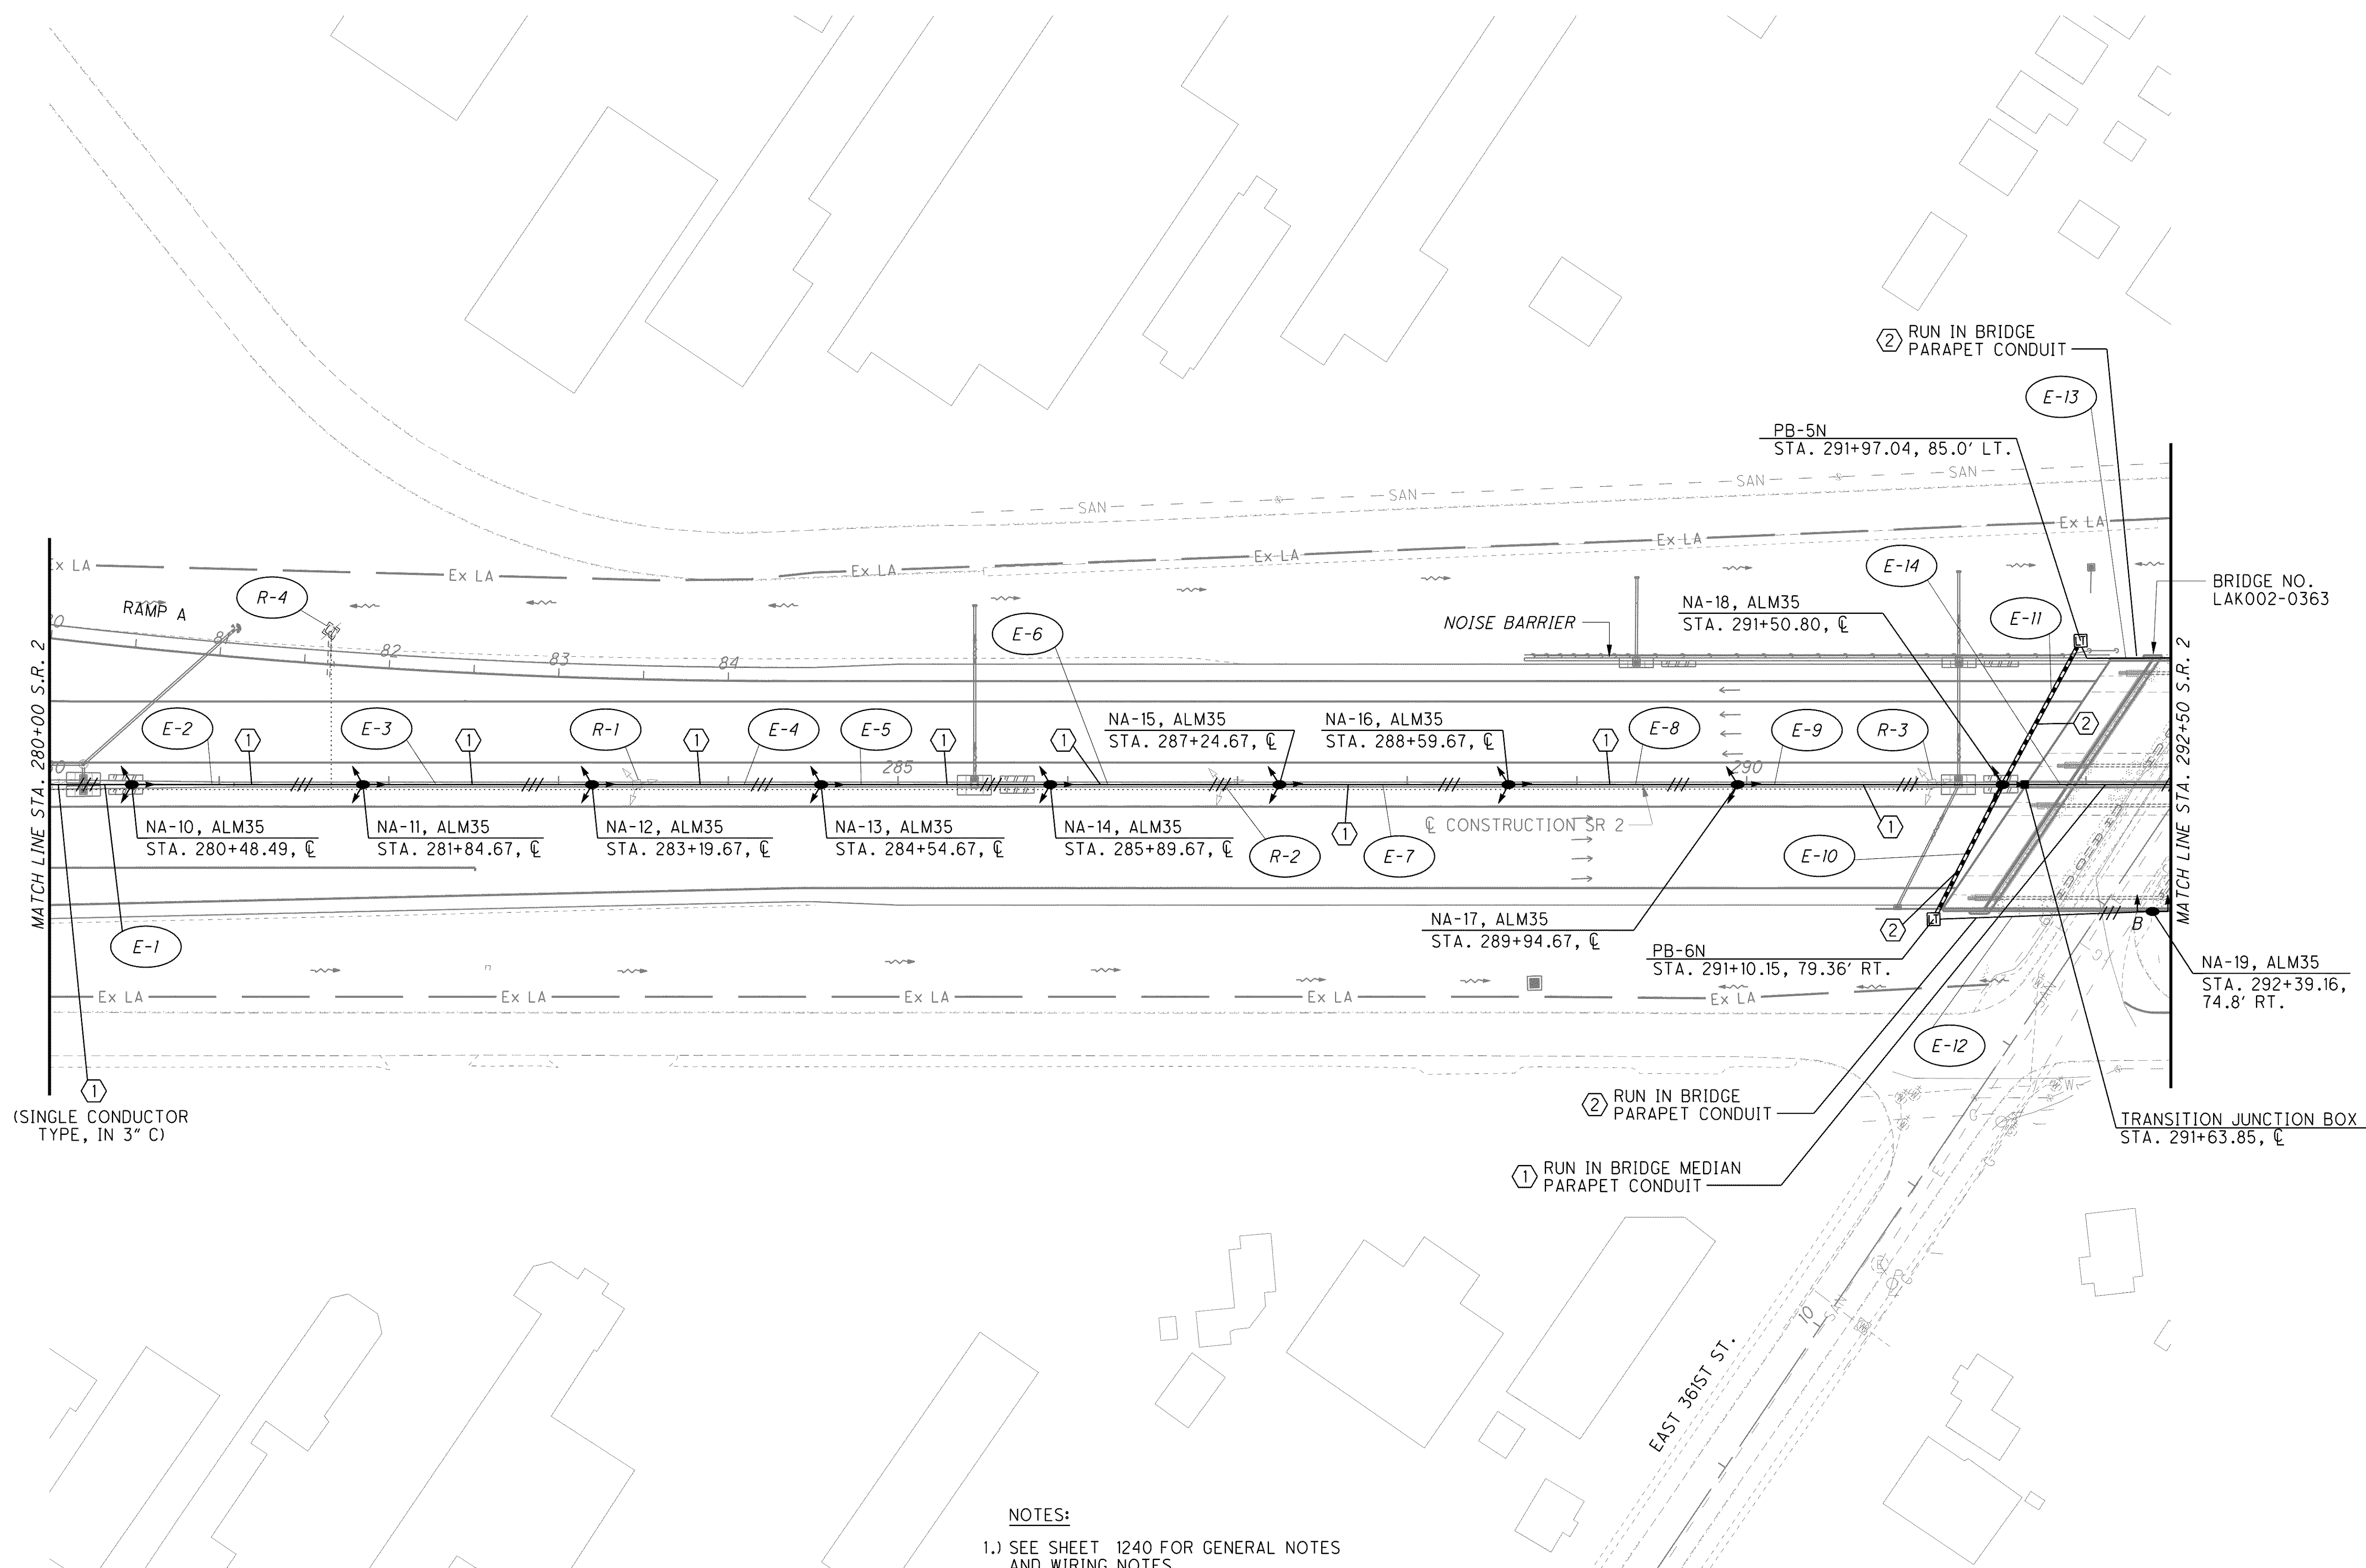 2 RUN IN BRIDGE
PARAPET CONDUIT
E-13
PB-5N
STA. 291+97.04, 85.0' LT.
SAN
SAN
SAN
SAN
Ex LA
Ex LA
Ex LA
Ex LA
Ex LA
Ex LA
E-14
BRIDGE NO.
LAK002-0363
RAMP A
R-4
NA-18, ALM35
STA. 291+50.80, ℄
E-11
NOISE BARRIER
E-6
81
82
83
84
MATCH LINE STA. 280+00 S.R. 2
MATCH LINE STA. 292+50 S.R. 2
E-2
1
E-3
1
R-1
1
E-4
E-5
1
1
NA-15, ALM35
STA. 287+24.67, ℄
NA-16, ALM35
STA. 288+59.67, ℄
1
E-8
E-9
R-3
2
285
290
NA-10, ALM35
STA. 280+48.49, ℄
NA-11, ALM35
STA. 281+84.67, ℄
NA-12, ALM35
STA. 283+19.67, ℄
NA-13, ALM35
STA. 284+54.67, ℄
NA-14, ALM35
STA. 285+89.67, ℄
R-2
1
E-7
℄ CONSTRUCTION SR 2
1
E-10
E-1
NA-17, ALM35
STA. 289+94.67, ℄
2
B
PB-6N
STA. 291+10.15, 79.36' RT.
NA-19, ALM35
STA. 292+39.16,
74.8' RT.
Ex LA
Ex LA
Ex LA
Ex LA
Ex LA
E-12
1
(SINGLE CONDUCTOR
TYPE, IN 3" C)
2 RUN IN BRIDGE
PARAPET CONDUIT
TRANSITION JUNCTION BOX
STA. 291+63.85, ℄
1 RUN IN BRIDGE MEDIAN
PARAPET CONDUIT
10
SAN
EAST 361ST ST.
NOTES:
1.) SEE SHEET 1240 FOR GENERAL NOTES
AND WIRING NOTES